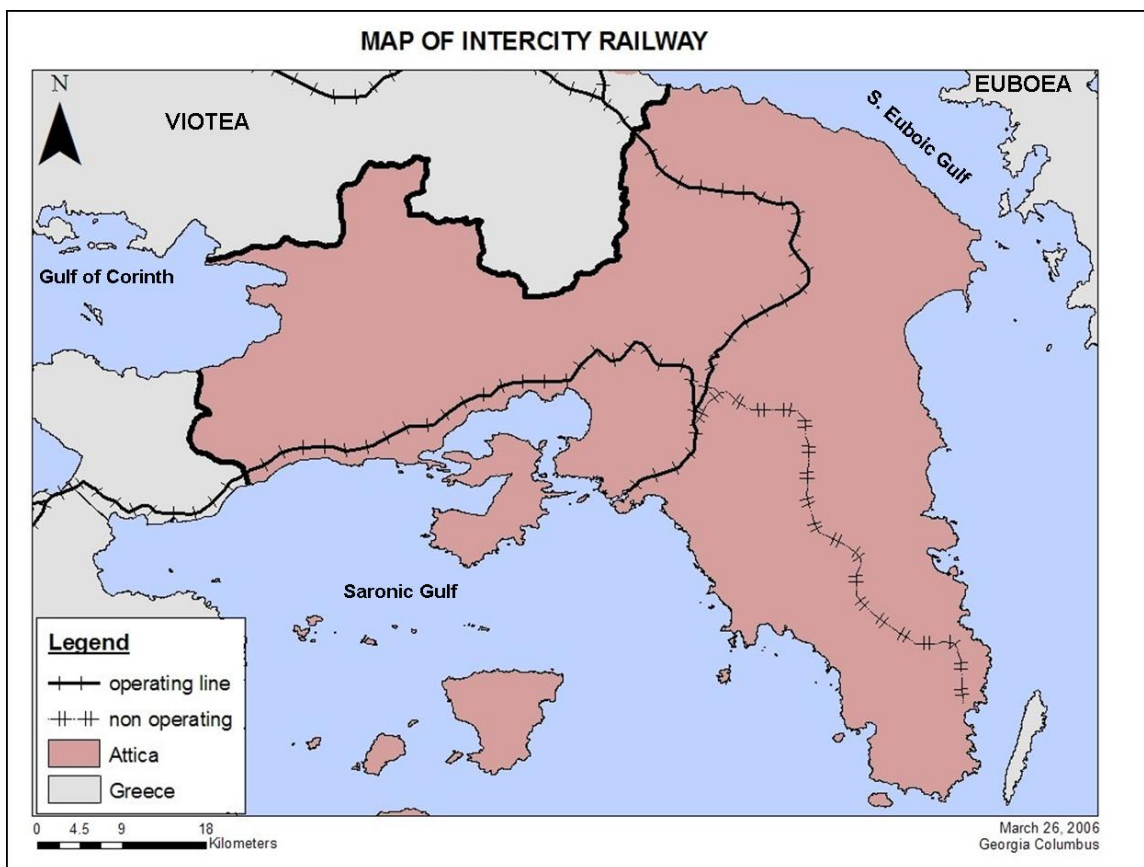 MAP OF INTERCITY RAILWAY
N
VIOTEA
EUBOEA
S. Euboic Gulf
Gulf of Corinth
Saronic Gulf
Legend
operating line
non operating
Attica
Greece
0 4.5 9 18
Kilometers
March 26, 2006
Georgia Columbus